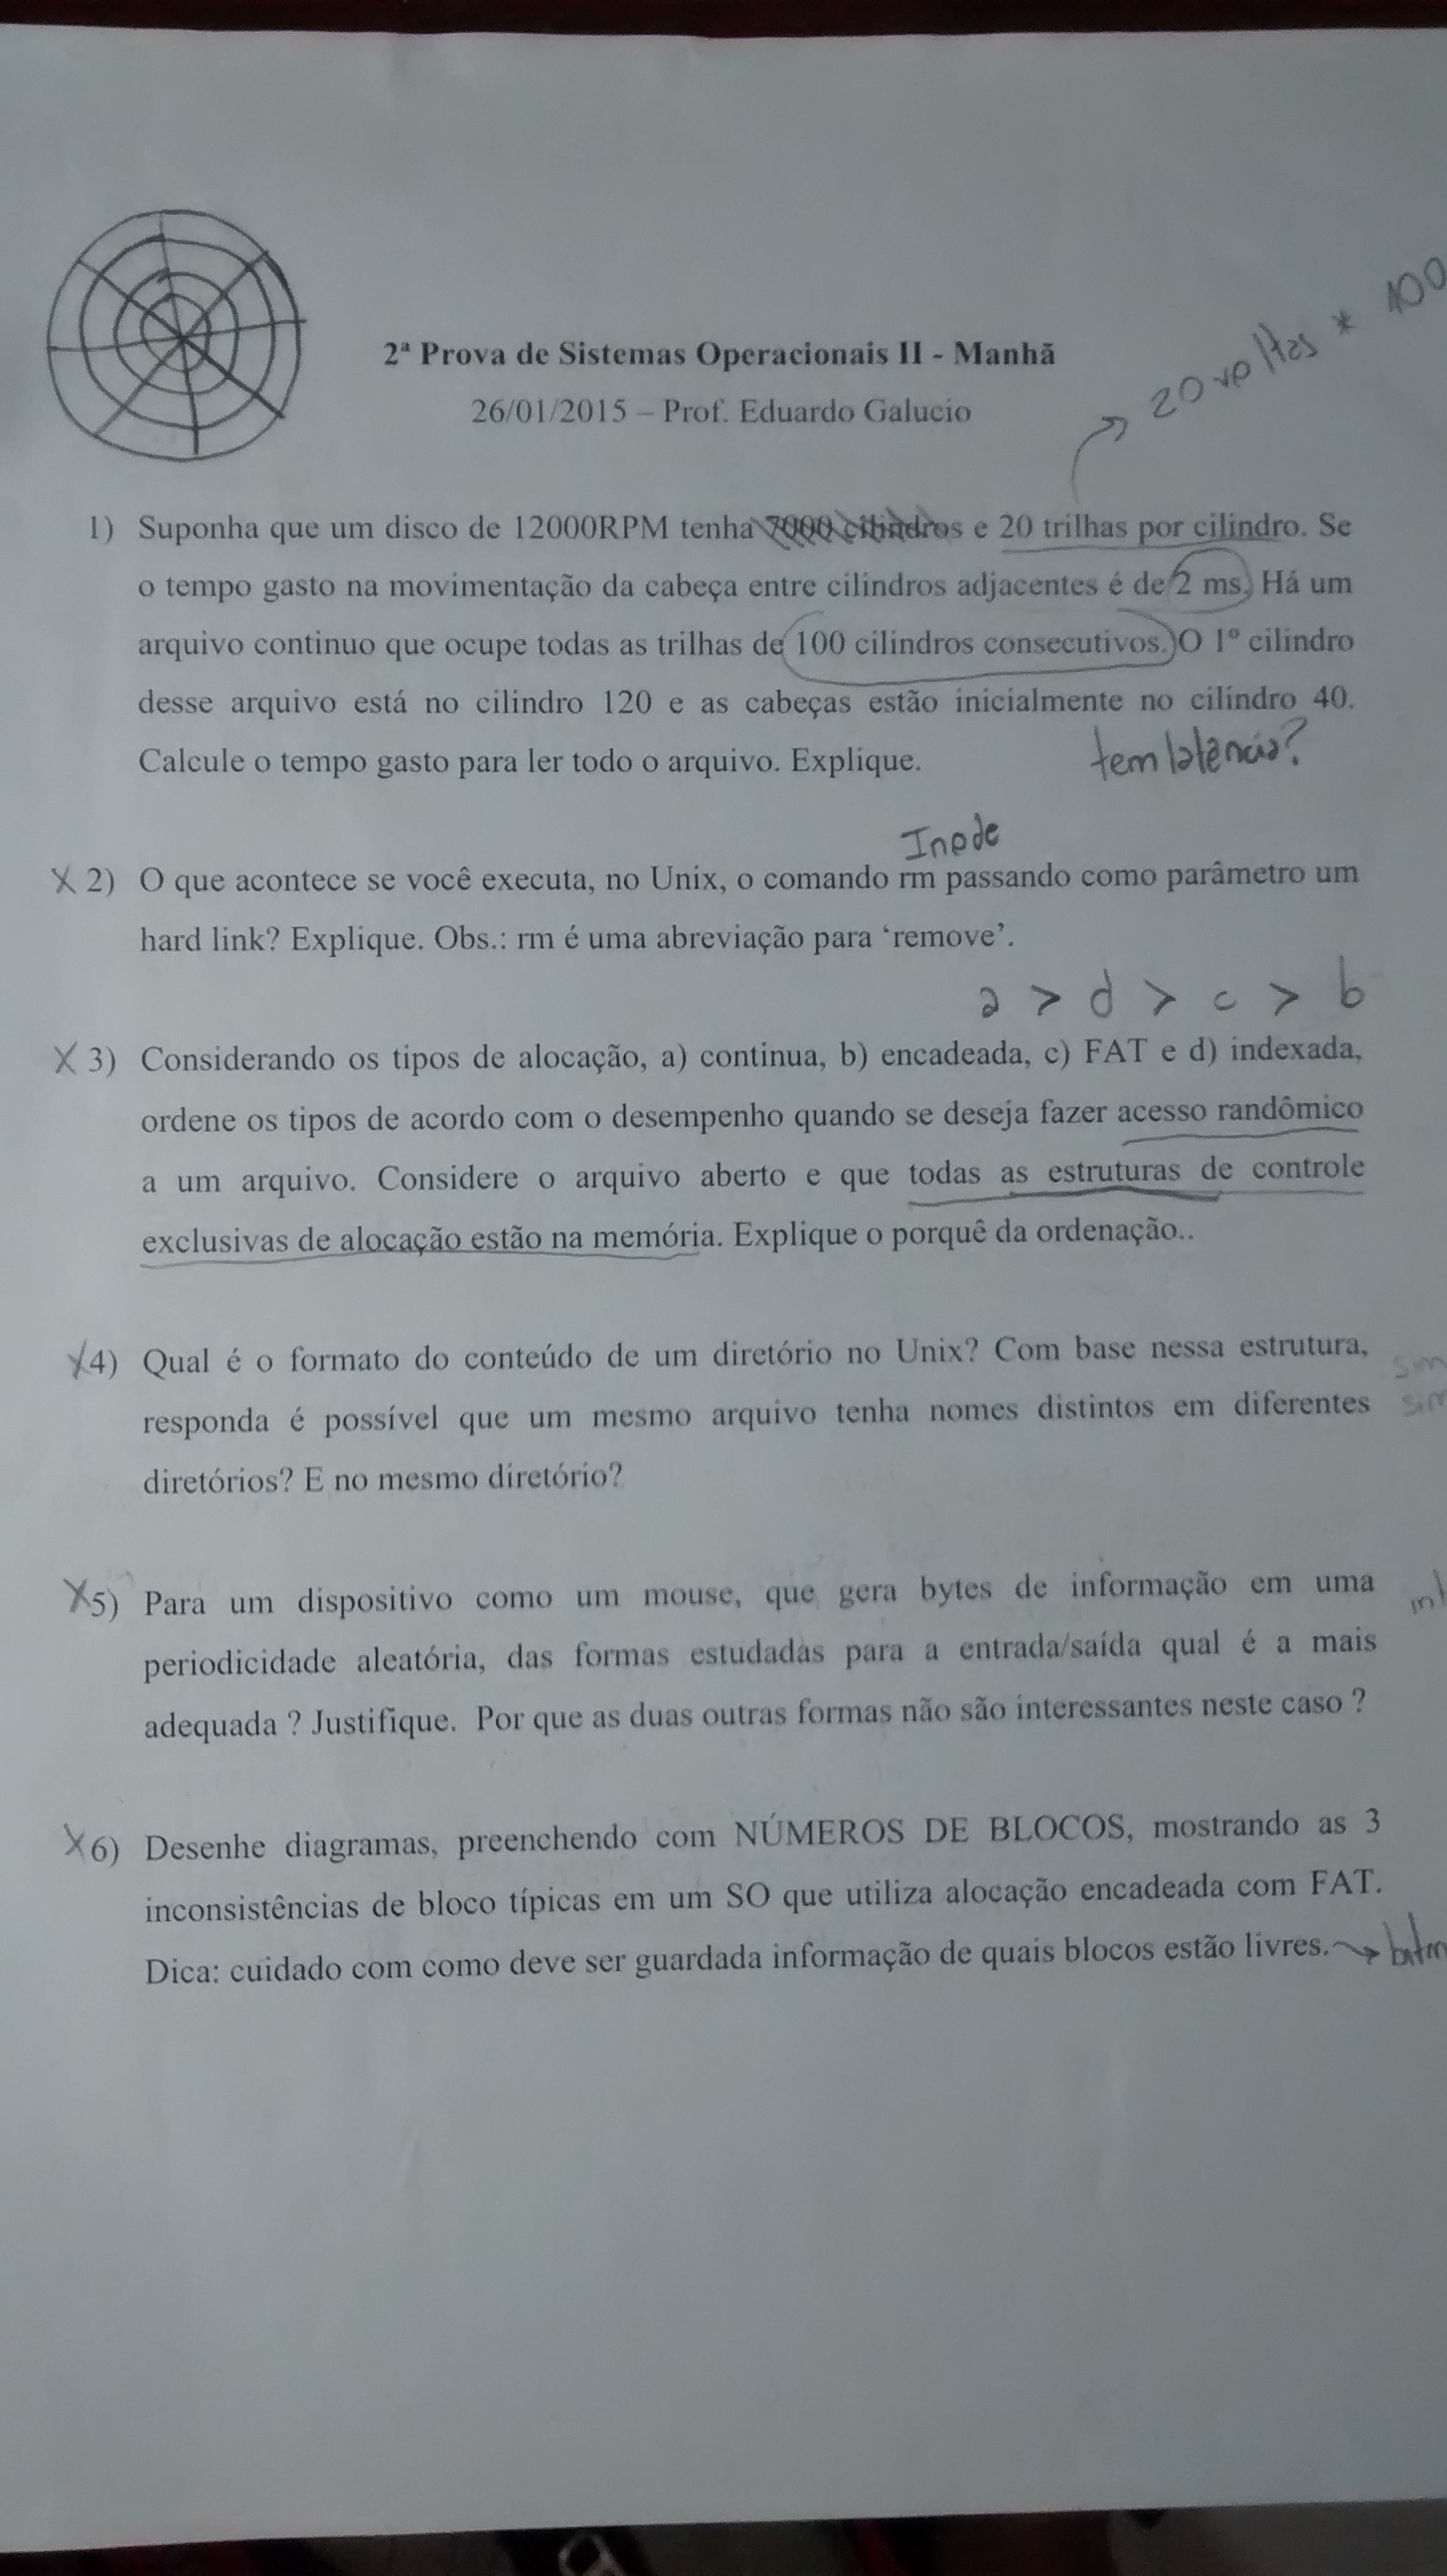 20 voltas * 100
2ª Prova de Sistemas Operacionais II - Manhã
26/01/2015 – Prof. Eduardo Galucio
1) Suponha que um disco de 12000RPM tenha 7000 cilindros e 20 trilhas por cilindro. Se
o tempo gasto na movimentação da cabeça entre cilindros adjacentes é de 2 ms. Há um
arquivo continuo que ocupe todas as trilhas de 100 cilindros consecutivos. O 1º cilindro
desse arquivo está no cilindro 120 e as cabeças estão inicialmente no cilindro 40.
Calcule o tempo gasto para ler todo o arquivo. Explique.
tem latência?
Inode
X 2) O que acontece se você executa, no Unix, o comando rm passando como parâmetro um
hard link? Explique. Obs.: rm é uma abreviação para ‘remove’.
a > d > c > b
X 3) Considerando os tipos de alocação, a) continua, b) encadeada, c) FAT e d) indexada,
ordene os tipos de acordo com o desempenho quando se deseja fazer acesso randômico
a um arquivo. Considere o arquivo aberto e que todas as estruturas de controle
exclusivas de alocação estão na memória. Explique o porquê da ordenação..
X 4) Qual é o formato do conteúdo de um diretório no Unix? Com base nessa estrutura, sim
responda é possível que um mesmo arquivo tenha nomes distintos em diferentes sim
diretórios? E no mesmo diretório?
X 5) Para um dispositivo como um mouse, que gera bytes de informação em uma
periodicidade aleatória, das formas estudadas para a entrada/saída qual é a mais
adequada ? Justifique. Por que as duas outras formas não são interessantes neste caso ?
X 6) Desenhe diagramas, preenchendo com NÚMEROS DE BLOCOS, mostrando as 3
inconsistências de bloco típicas em um SO que utiliza alocação encadeada com FAT.
Dica: cuidado com como deve ser guardada informação de quais blocos estão livres.